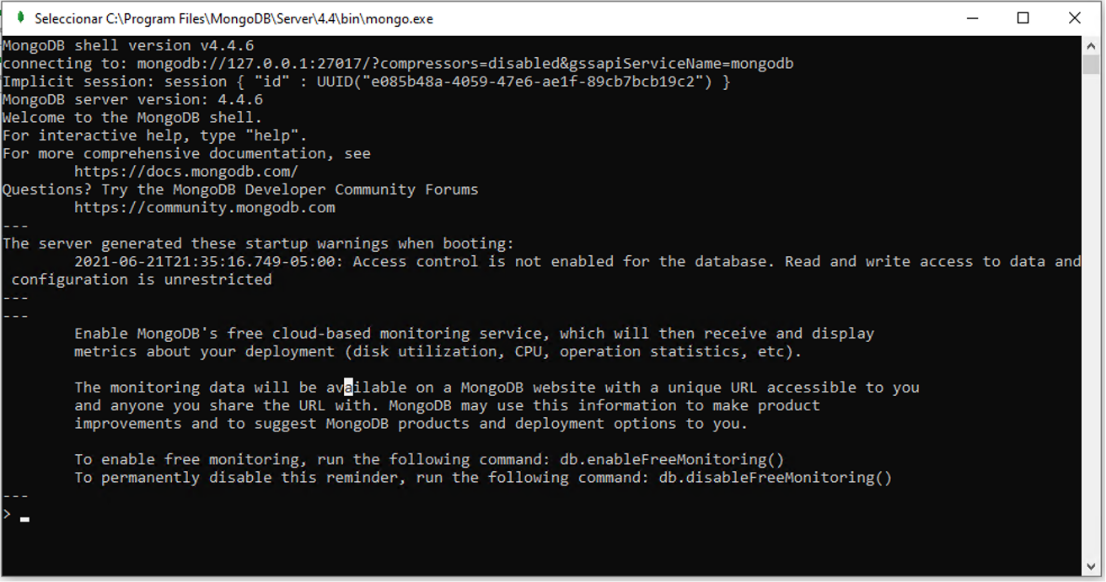 Seleccionar C:\Program Files\MongoDB\Server\4.4\bin\mongo.exe
MongoDB shell version v4.4.6
connecting to: mongodb://127.0.0.1:27017/?compressors=disabled&gssapiServiceName=mongodb
Implicit session: session { "id" : UUID("e085b48a-4059-47e6-ae1f-89cb7bcb19c2") }
MongoDB server version: 4.4.6
Welcome to the MongoDB shell.
For interactive help, type "help".
For more comprehensive documentation, see
https://docs.mongodb.com/
Questions? Try the MongoDB Developer Community Forums
https://community.mongodb.com
---
The server generated these startup warnings when booting:
2021-06-21T21:35:16.749-05:00: Access control is not enabled for the database. Read and write access to data and
configuration is unrestricted
---
---
Enable MongoDB's free cloud-based monitoring service, which will then receive and display
metrics about your deployment (disk utilization, CPU, operation statistics, etc).
The monitoring data will be available on a MongoDB website with a unique URL accessible to you
and anyone you share the URL with. MongoDB may use this information to make product
improvements and to suggest MongoDB products and deployment options to you.
To enable free monitoring, run the following command: db.enableFreeMonitoring()
To permanently disable this reminder, run the following command: db.disableFreeMonitoring()
---
>